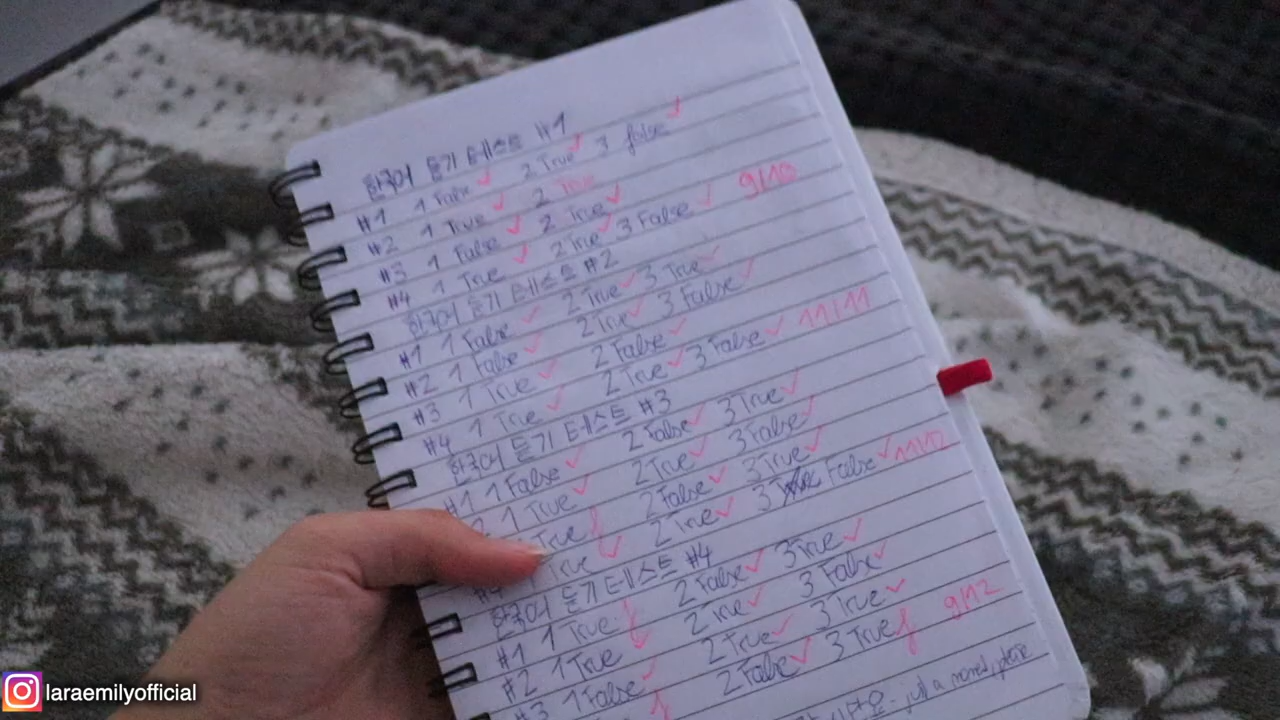 한국어 듣기 테스트 #1
#1 1 False ✓ 2 True ✓ 3 false ✓
#2 1 True ✓ 2 True
#3 1 False ✓ 2 True ✓
#4 1 True ✓ 2 True ✓ 3 False ✓ 9/10
한국어 듣기 테스트 #2
#1 1 False ✓ 2 True ✓ 3 True ✓
#2 1 False ✓ 2 True ✓ 3 False ✓
#3 1 True ✓ 2 False ✓
#4 1 True ✓ 2 True ✓ 3 False ✓ 11/11
한국어 듣기 테스트 #3
#1 1 False ✓ 2 False ✓ 3 True ✓
2 1 True ✓ 2 True ✓ 3 False ✓
True f 2 False ✓ 3 True ✓
#4 True ✓ 2 True ✓ 3 False ✓ 11/12
한국어 듣기 테스트 #4
#1 1 True f 2 False ✓ 3 True ✓
#2 1 True ✓ 2 True ✓ 3 False ✓
#3 1 False ✓ 2 True ✓ 3 True ✓
f 2 False ✓ 3 True f 9/12
just a moment, please
laraemilyofficial